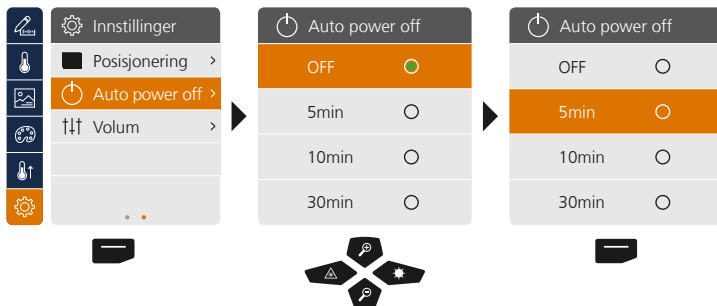 Innstillinger
Posisjonering
Auto power off
Volum
Auto power off
OFF
5min
10min
30min
Auto power off
OFF
5min
10min
30min